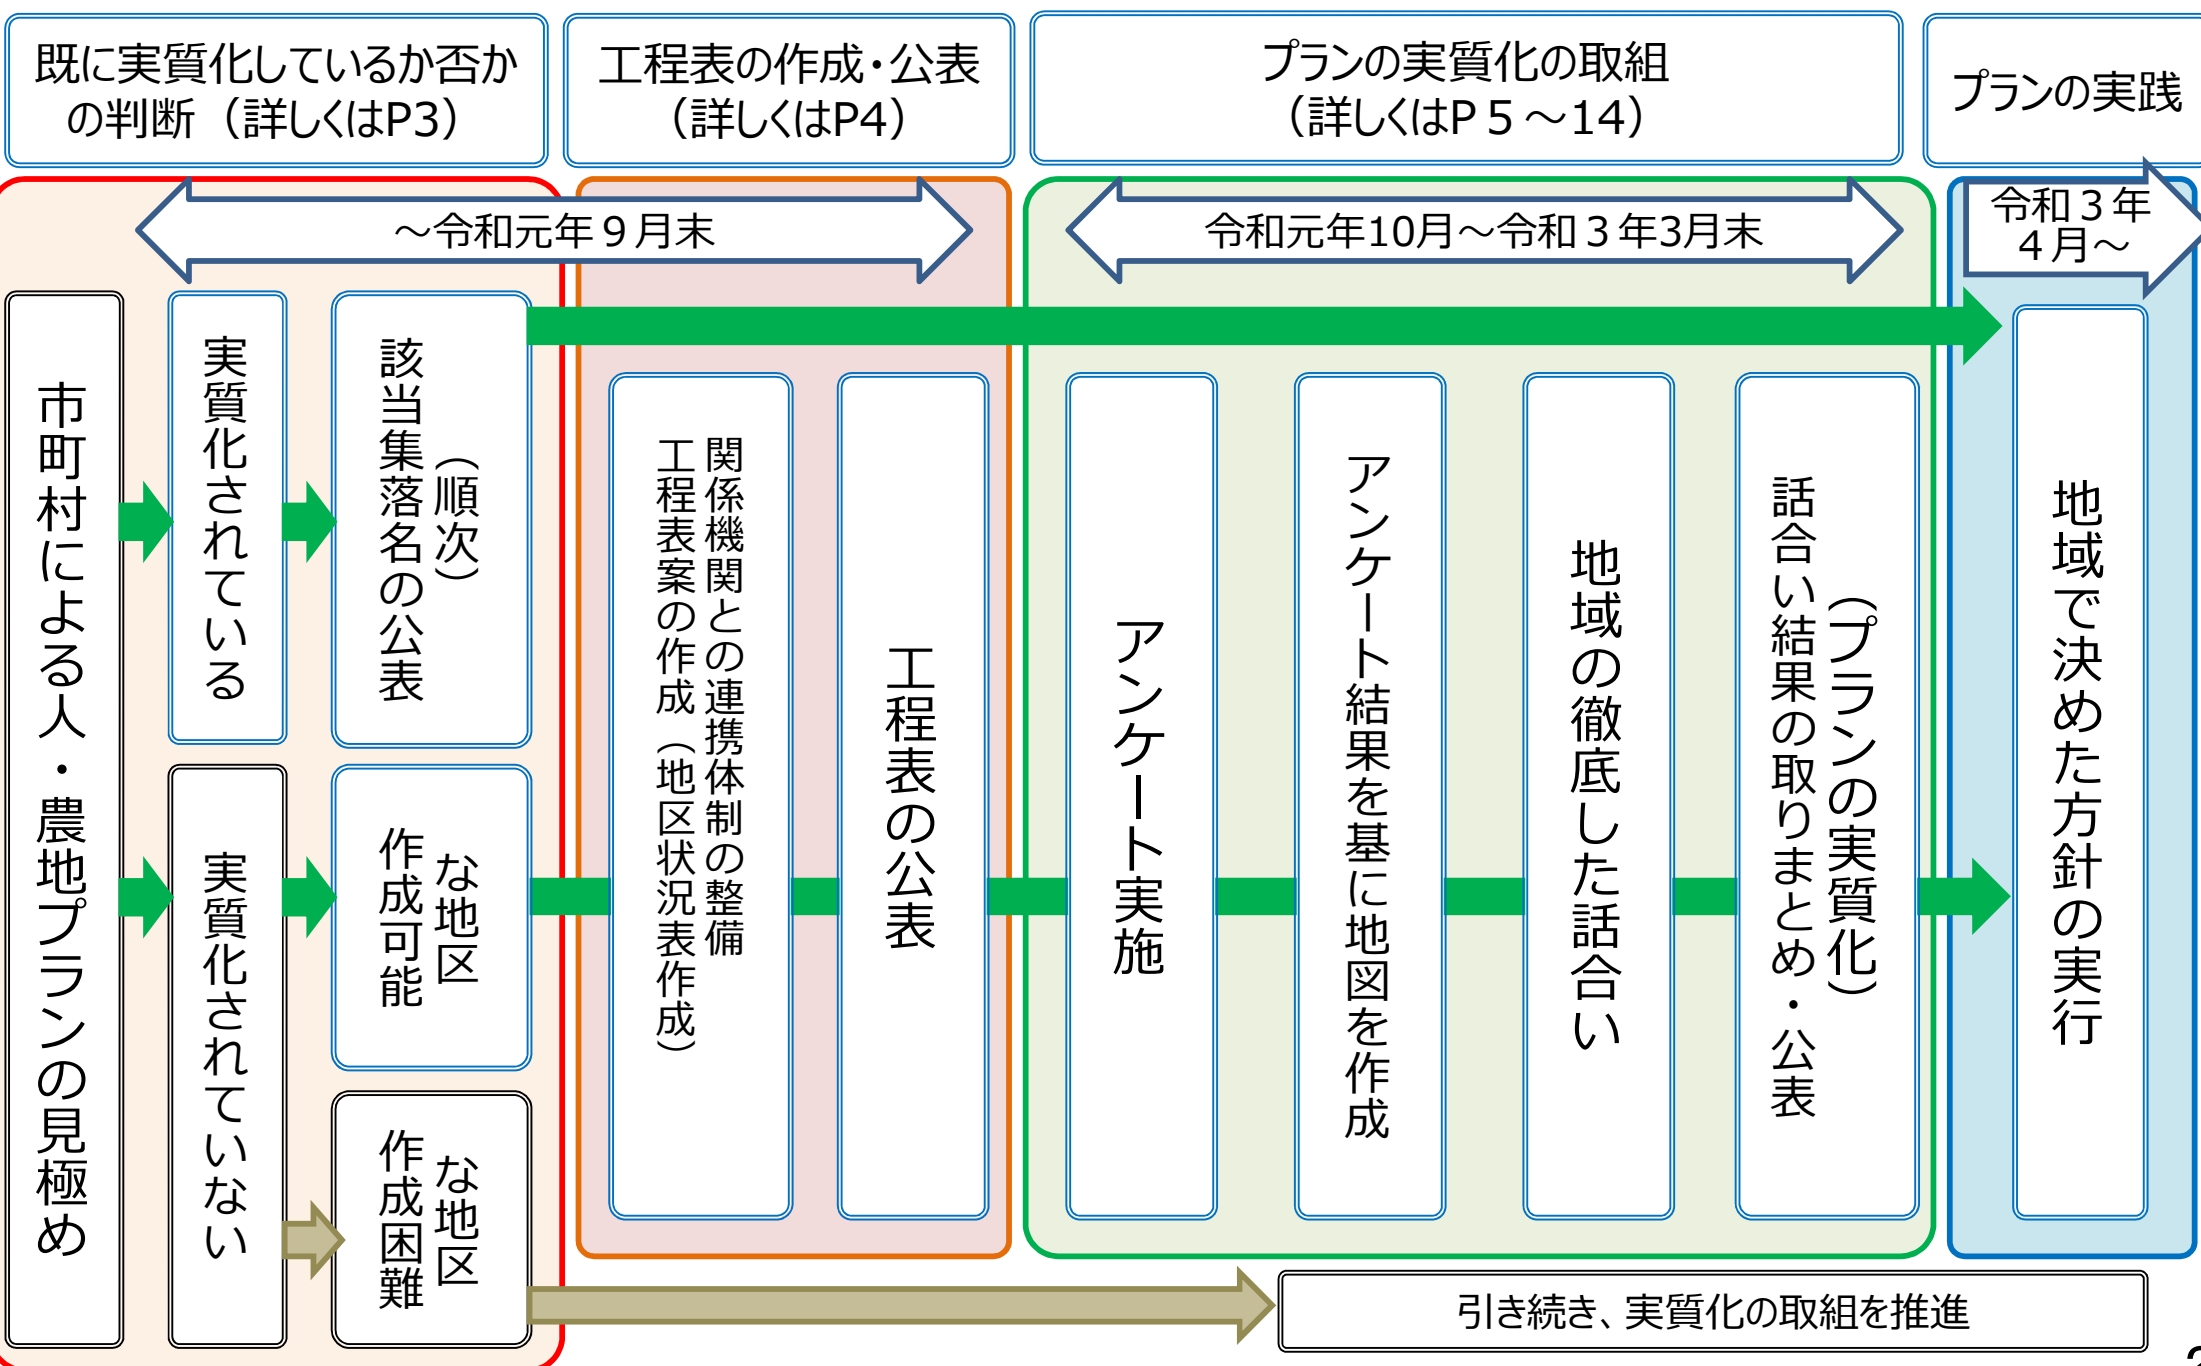 既に実質化しているか否か
の判断（詳しくはP3）
工程表の作成・公表
（詳しくはP4）
プランの実質化の取組
（詳しくはP５～14）
プランの実践
～令和元年９月末
令和元年10月～令和３年3月末
令和３年
４月～
市町村による人・農地プランの見極め
実質化されている
該当集落名の公表
（順次）
実質化されていない
作成可能
な地区
作成困難
な地区
関係機関との連携体制の整備
工程表案の作成（地区状況表作成）
工程表の公表
アンケート実施
アンケート結果を基に地図を作成
地域の徹底した話合い
話合い結果の取りまとめ・公表
（プランの実質化）
地域で決めた方針の実行
引き続き、実質化の取組を推進